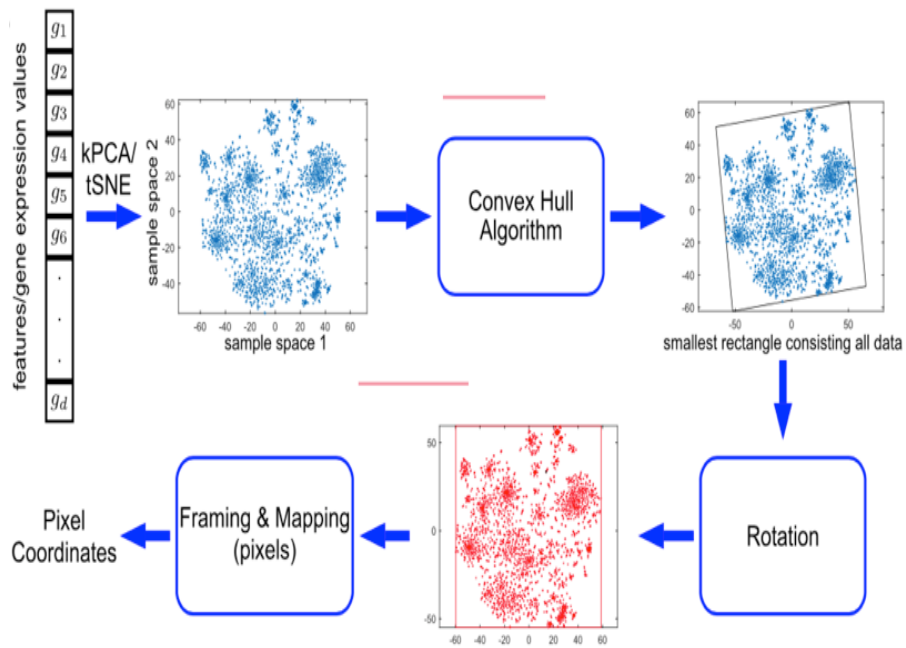 features/gene expression values
g1
g2
g3
g4
g5
g6
.
.
.
gd
kPCA/
tSNE
sample space 2
60
40
20
0
-20
-40
-60 -40 -20 0 20 40 60
sample space 1
Convex Hull
Algorithm
60
40
20
0
-20
-40
-60
-50 0 50
smallest rectangle consisting all data
Rotation
50
0
-50
-60 -40 -20 0 20 40 60
Framing & Mapping
(pixels)
Pixel
Coordinates